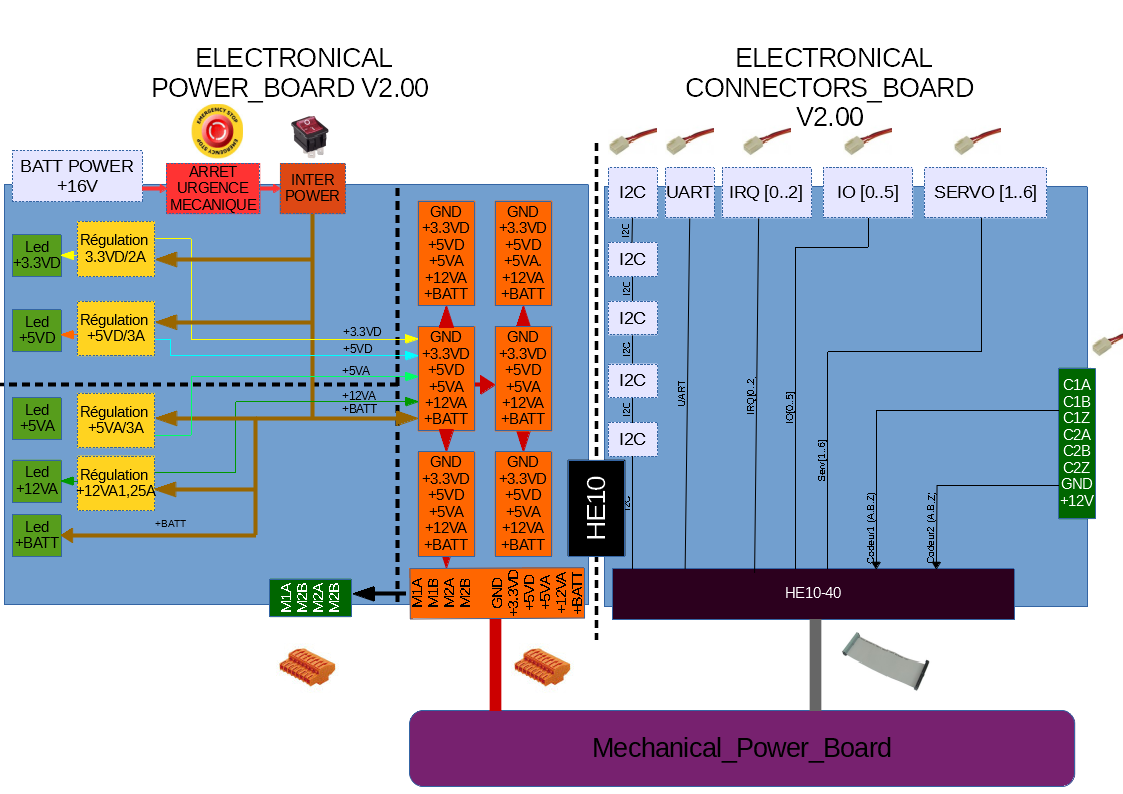 ELECTRONICAL
POWER_BOARD V2.00
ELECTRONICAL
CONNECTORS_BOARD
V2.00
EMERGENCY STOP
EMERGENCY STOP
BATT POWER
+16V
ARRET
URGENCE
MECANIQUE
INTER
POWER
Led
+3.3VD
Régulation
3.3VD/2A
Led
+5VD
Régulation
+5VD/3A
Led
+5VA
Régulation
+5VA/3A
Led
+12VA
Régulation
+12VA1,25A
Led
+BATT
+BATT
+3.3VD
+5VD
+5VA
+12VA
+BATT
GND
+3.3VD
+5VD
+5VA
+12VA
+BATT
GND
+3.3VD
+5VD
+5VA.
+12VA
+BATT
GND
+3.3VD
+5VD
+5VA
+12VA
+BATT
GND
+3.3VD
+5VD
+5VA
+12VA
+BATT
GND
+3.3VD
+5VD
+5VA
+12VA
+BATT
GND
+3.3VD
+5VD
+5VA
+12VA
+BATT
M1A
M2B
M2A
M2B
M1A
M1B
M2A
M2B
GND
+3.3VD
+5VD
+5VA
+12VA
+BATT
HE10
I2C
UART
IRQ [0..2]
IO [0..5]
SERVO [1..6]
I2C
I2C
I2C
I2C
I2C
I2C
I2C
I2C
I2C
UART
IRQ[0..2
IO[0..5]
Serv[1..6]
Codeur1 (A.B.Z)
Codeur2 (A.B.Z'
C1A
C1B
C1Z
C2A
C2B
C2Z
GND
+12V
HE10-40
Mechanical_Power_Board